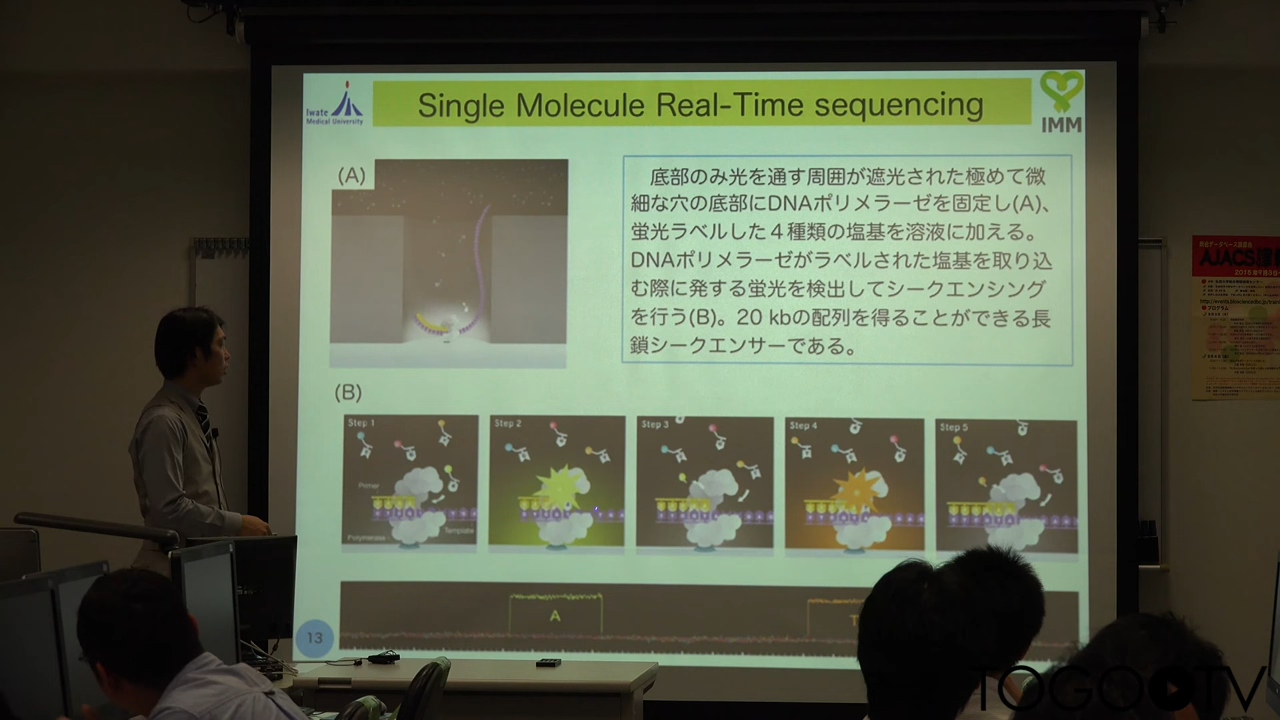 Iwate
Medical University
Single Molecule Real-Time sequencing
IMM
(A)
底部のみ光を通す周囲が遮光された極めて微
細な穴の底部にDNAポリメラーゼを固定し(A)、
蛍光ラベルした４種類の塩基を溶液に加える。
DNAポリメラーゼがラベルされた塩基を取り込
む際に発する蛍光を検出してシークエンシング
を行う(B)。20 kbの配列を得ることができる長
鎖シークエンサーである。
(B)
Step 1
Step 2
Step 3
Step 4
Step 5
Primer
Template
Polymerase
A
T
13
AJACS
プログラム
TOGOTV